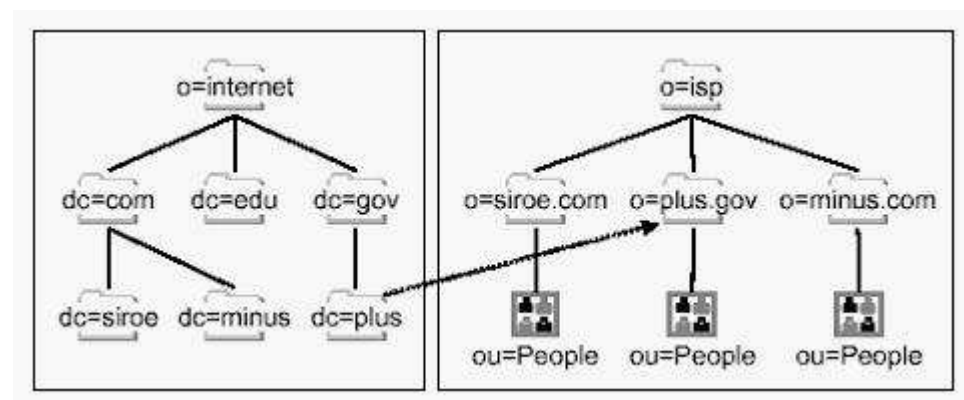 o=internet
o=isp
dc=com
dc=edu
dc=gov
o=siroe.com
o=plus.gov
o=minus.com
dc=siroe
dc=minus
dc=plus
ou=People
ou=People
ou=People